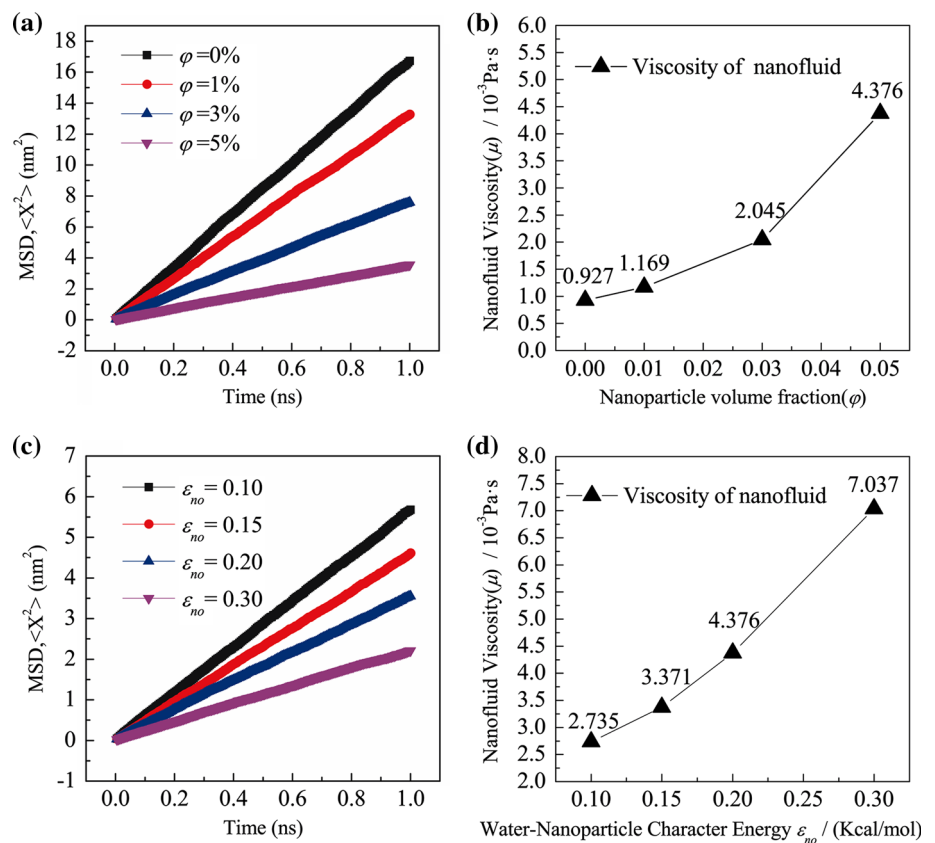 (a)
MSD,<X²> (nm²)
18
16
14
12
10
8
6
4
2
0
-2
φ=0%
φ=1%
φ=3%
φ=5%
0.0 0.2 0.4 0.6 0.8 1.0
Time (ns)
(b)
Nanofluid Viscosity(μ) / 10⁻³Pa·s
6.0
5.5
5.0
4.5
4.0
3.5
3.0
2.5
2.0
1.5
1.0
0.5
0.0
Viscosity of nanofluid
4.376
2.045
1.169
0.927
0.00 0.01 0.02 0.03 0.04 0.05
Nanoparticle volume fraction(φ)
(c)
MSD,<X²> (nm²)
7
6
5
4
3
2
1
0
-1
εno= 0.10
εno= 0.15
εno= 0.20
εno= 0.30
0.0 0.2 0.4 0.6 0.8 1.0
Time (ns)
(d)
Nanofluid Viscosity(μ) / 10⁻³Pa·s
8.0
7.5
7.0
6.5
6.0
5.5
5.0
4.5
4.0
3.5
3.0
2.5
2.0
Viscosity of nanofluid
7.037
4.376
3.371
2.735
0.10 0.15 0.20 0.25 0.30
Water-Nanoparticle Character Energy εno / (Kcal/mol)